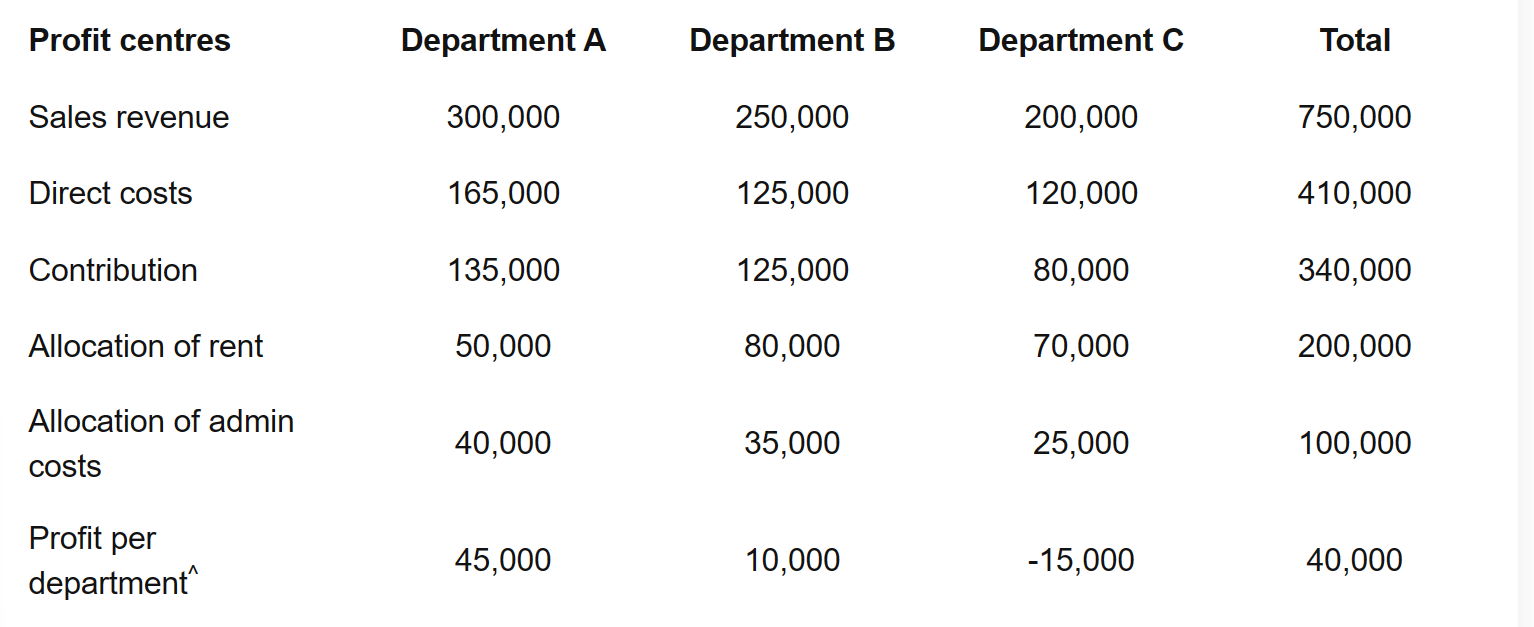 Profit centres Department A Department B Department C Total
Sales revenue 300,000 250,000 200,000 750,000
Direct costs 165,000 125,000 120,000 410,000
Contribution 135,000 125,000 80,000 340,000
Allocation of rent 50,000 80,000 70,000 200,000
Allocation of admin
costs 40,000 35,000 25,000 100,000
Profit per
department^ 45,000 10,000 -15,000 40,000